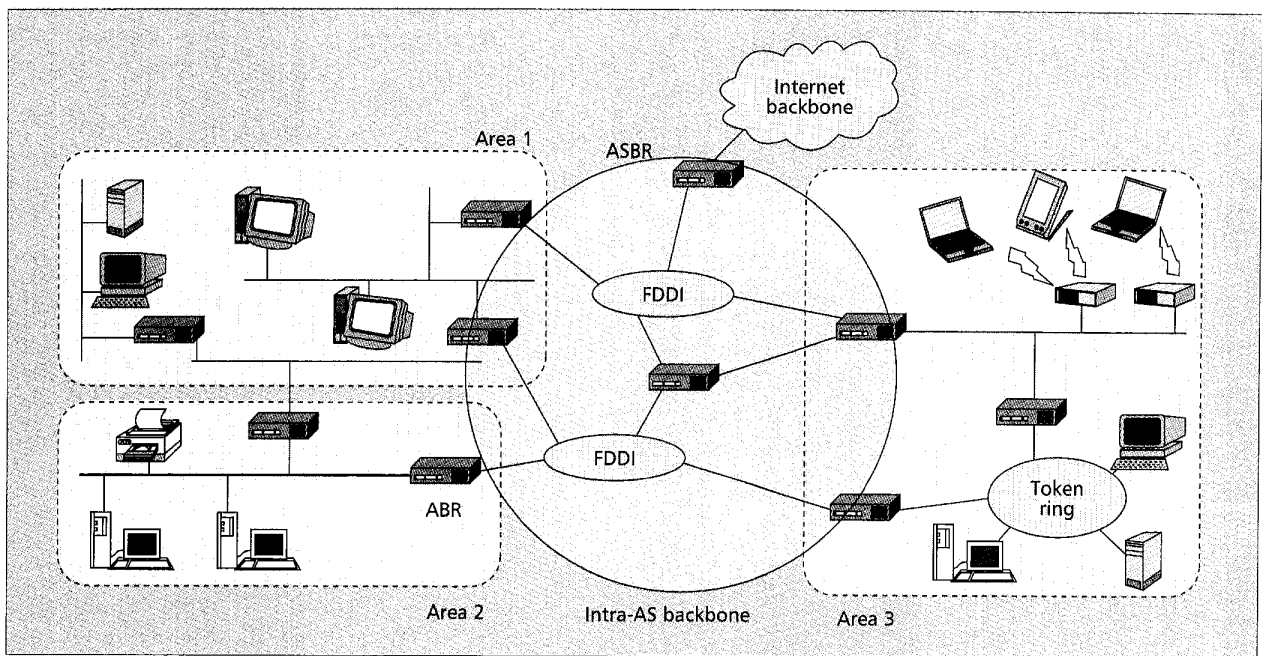 Internet
backbone
Area 1
ASBR
FDDI
FDDI
ABR
Token
ring
Area 2
Intra-AS backbone
Area 3